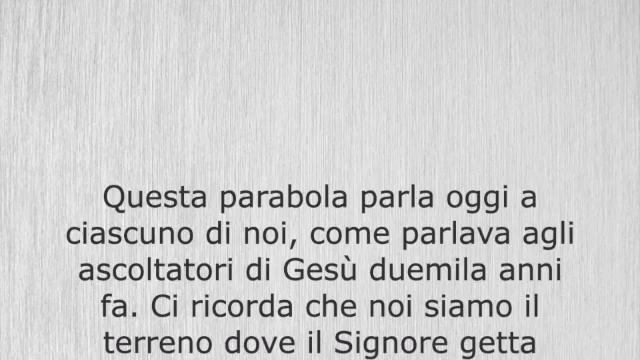 Questa parabola parla oggi a
ciascuno di noi, come parlava agli
ascoltatori di Gesù duemila anni
fa. Ci ricorda che noi siamo il
terreno dove il Signore getta